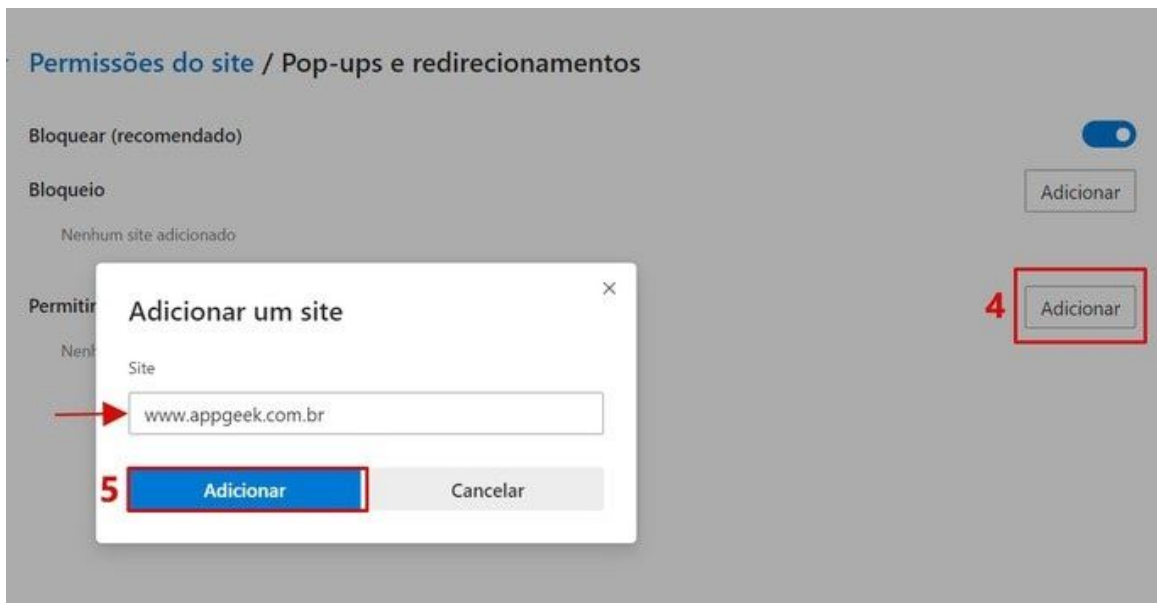 Permissões do site / Pop-ups e redirecionamentos
Bloquear (recomendado)
Bloqueio
Adicionar
Nenhum site adicionado
Permitir
4
Adicionar
Adicionar um site
Site
www.appgeek.com.br
5
Adicionar
Cancelar